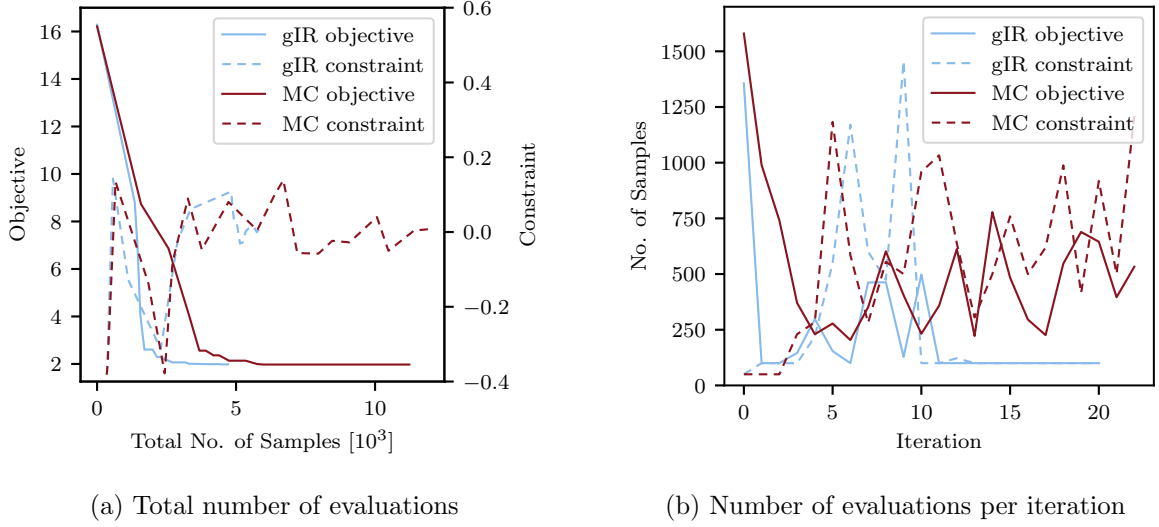 16
14
12
10
8
6
4
2
Objective
0
5
10
Total No. of Samples [10³]
0.6
0.4
0.2
0.0
−0.2
−0.4
Constraint
gIR objective
gIR constraint
MC objective
MC constraint
(a) Total number of evaluations
1500
1250
1000
750
500
250
0
No. of Samples
0
5
10
15
20
Iteration
gIR objective
gIR constraint
MC objective
MC constraint
(b) Number of evaluations per iteration